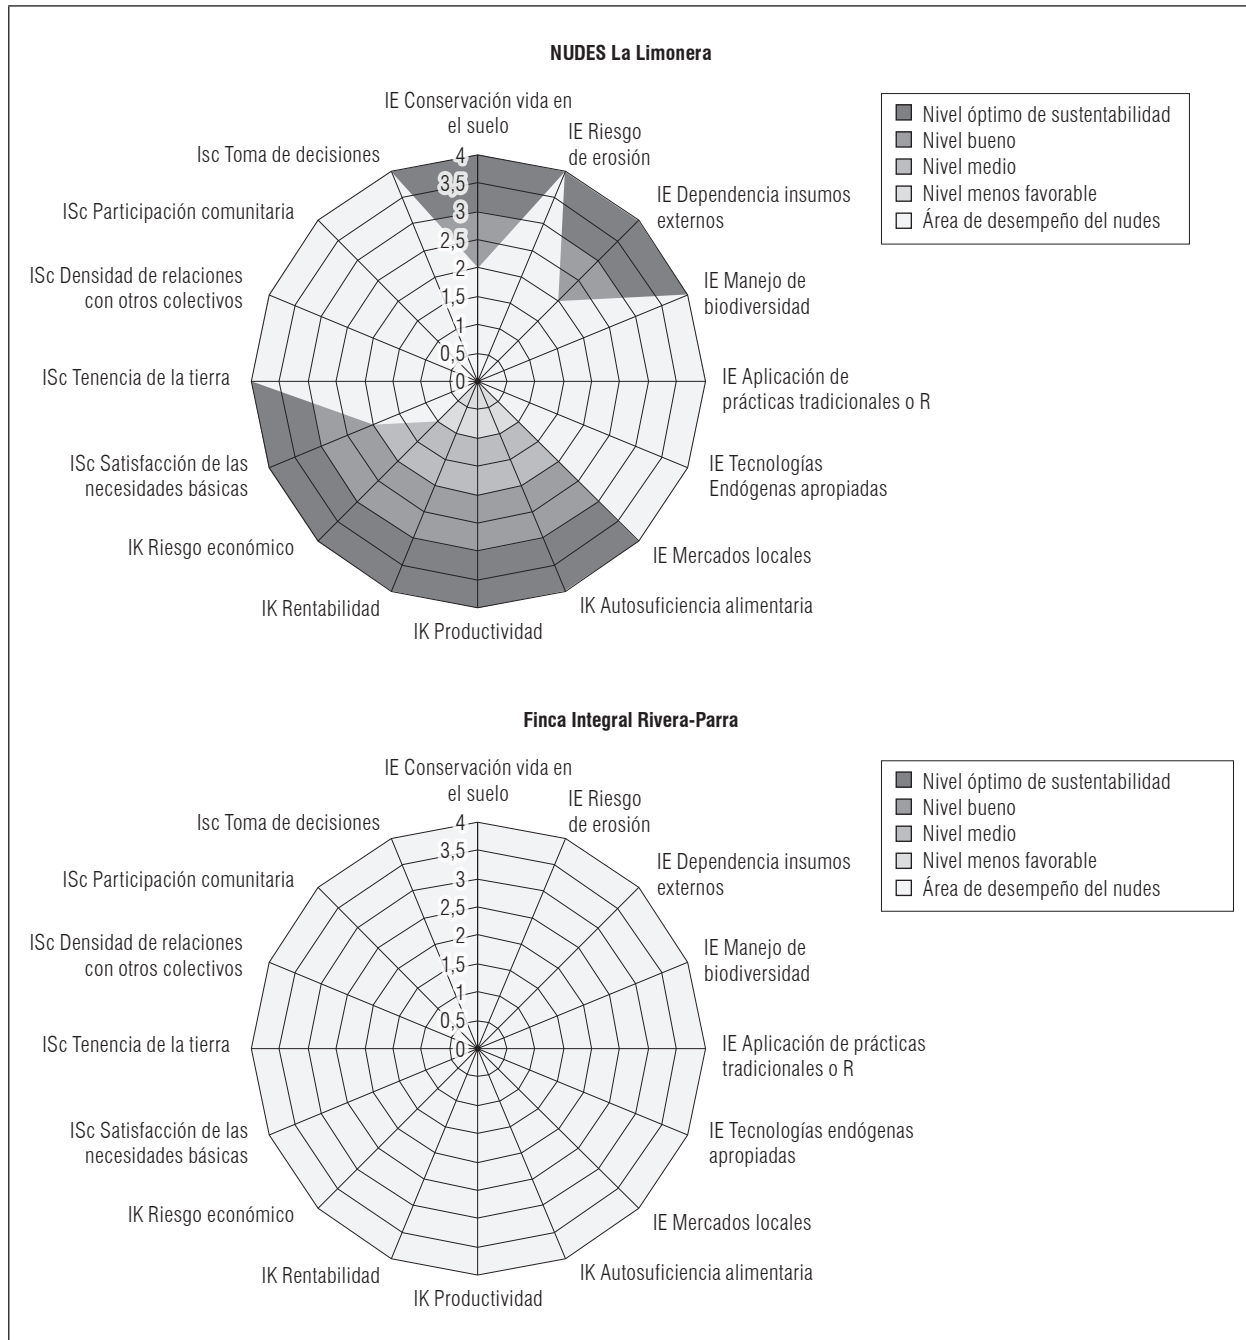 NUDES La Limonera
IE Conservación vida en
el suelo
IE Riesgo
de erosión
IE Dependencia insumos
externos
IE Manejo de
biodiversidad
IE Aplicación de
prácticas tradicionales o R
IE Tecnologías
Endógenas apropiadas
IE Mercados locales
IK Autosuficiencia alimentaria
IK Productividad
IK Rentabilidad
IK Riesgo económico
ISc Satisfacción de las
necesidades básicas
ISc Tenencia de la tierra
ISc Densidad de relaciones
con otros colectivos
ISc Participación comunitaria
Isc Toma de decisiones
4
3,5
3
2,5
2
1,5
1
0,5
0
Nivel óptimo de sustentabilidad
Nivel bueno
Nivel medio
Nivel menos favorable
Área de desempeño del nudes
Finca Integral Rivera-Parra
IE Conservación vida en
el suelo
IE Riesgo
de erosión
IE Dependencia insumos
externos
IE Manejo de
biodiversidad
IE Aplicación de prácticas
tradicionales o R
IE Tecnologías endógenas
apropiadas
IE Mercados locales
IK Autosuficiencia alimentaria
IK Productividad
IK Rentabilidad
IK Riesgo económico
ISc Satisfacción de las
necesidades básicas
ISc Tenencia de la tierra
ISc Densidad de relaciones
con otros colectivos
ISc Participación comunitaria
Isc Toma de decisiones
4
3,5
3
2,5
2
1,5
1
0,5
0
Nivel óptimo de sustentabilidad
Nivel bueno
Nivel medio
Nivel menos favorable
Área de desempeño del nudes